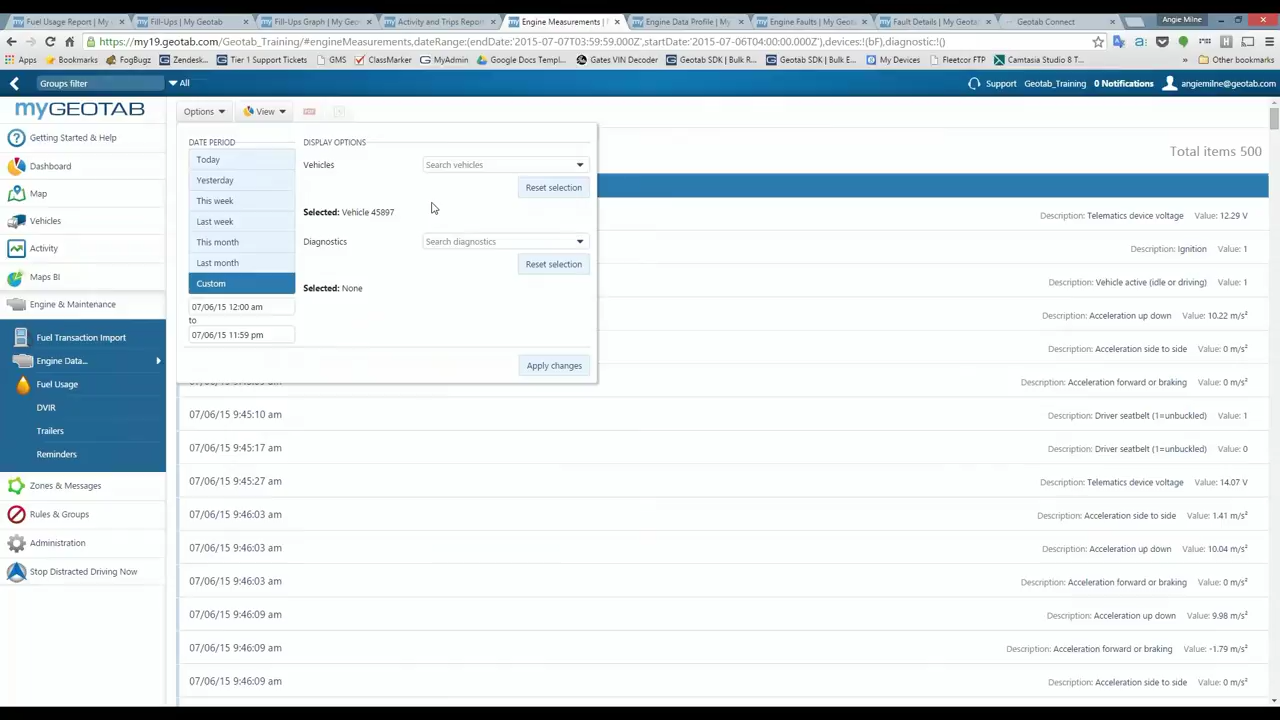 Fuel Usage Report | My
Fill-Ups | My Geotab
Fill-Ups Graph | My Geo
Activity and Trips Report
Engine Measurements |
Engine Data Profile | My
Engine Faults | My Geotab
Fault Details | My Geotab
Geotab Connect
Angie Milne
https://my19.geotab.com/Geotab_Training/#engineMeasurements,dateRange:(endDate:'2015-07-07T03:59:59.000Z',startDate:'2015-07-06T04:00:00.000Z'),devices:!(bF),diagnostic:!()
Apps
Bookmarks
FogBugz
Zendesk...
Tier 1 Support Tickets
GMS
ClassMarker
MyAdmin
Google Docs Templ...
Gates VIN Decoder
Geotab SDK | Bulk R...
Geotab SDK | Bulk E...
My Devices
Fleetcor FTP
Camtasia Studio 8 T...
»
Other bookmarks
Groups filter
All
Support
Geotab_Training
0 Notifications
angiemilne@geotab.com
myGEOTAB
Options
View
PDF
Total items 500
Getting Started & Help
Dashboard
Map
Vehicles
Activity
Maps BI
Engine & Maintenance
Fuel Transaction Import
Engine Data...
Fuel Usage
DVIR
Trailers
Reminders
Zones & Messages
Rules & Groups
Administration
Stop Distracted Driving Now
DATE PERIOD
Today
Yesterday
This week
Last week
This month
Last month
Custom
07/06/15 12:00 am
to
07/06/15 11:59 pm
DISPLAY OPTIONS
Vehicles
Search vehicles
Reset selection
Selected: Vehicle 45897
Diagnostics
Search diagnostics
Reset selection
Selected: None
Apply changes
Description: Telematics device voltage Value: 12.29 V
Description: Ignition Value: 1
Description: Vehicle active (idle or driving) Value: 1
Description: Acceleration up down Value: 10.22 m/s²
Description: Acceleration side to side Value: 0 m/s²
Description: Acceleration forward or braking Value: 0 m/s²
07/06/15 9:45:10 am Description: Driver seatbelt (1=unbuckled) Value: 1
07/06/15 9:45:17 am Description: Driver seatbelt (1=unbuckled) Value: 0
07/06/15 9:45:27 am Description: Telematics device voltage Value: 14.07 V
07/06/15 9:46:03 am Description: Acceleration side to side Value: 1.41 m/s²
07/06/15 9:46:03 am Description: Acceleration up down Value: 10.04 m/s²
07/06/15 9:46:03 am Description: Acceleration forward or braking Value: 0 m/s²
07/06/15 9:46:09 am Description: Acceleration up down Value: 9.98 m/s²
07/06/15 9:46:09 am Description: Acceleration forward or braking Value: -1.79 m/s²
07/06/15 9:46:09 am Description: Acceleration side to side Value: 0 m/s²